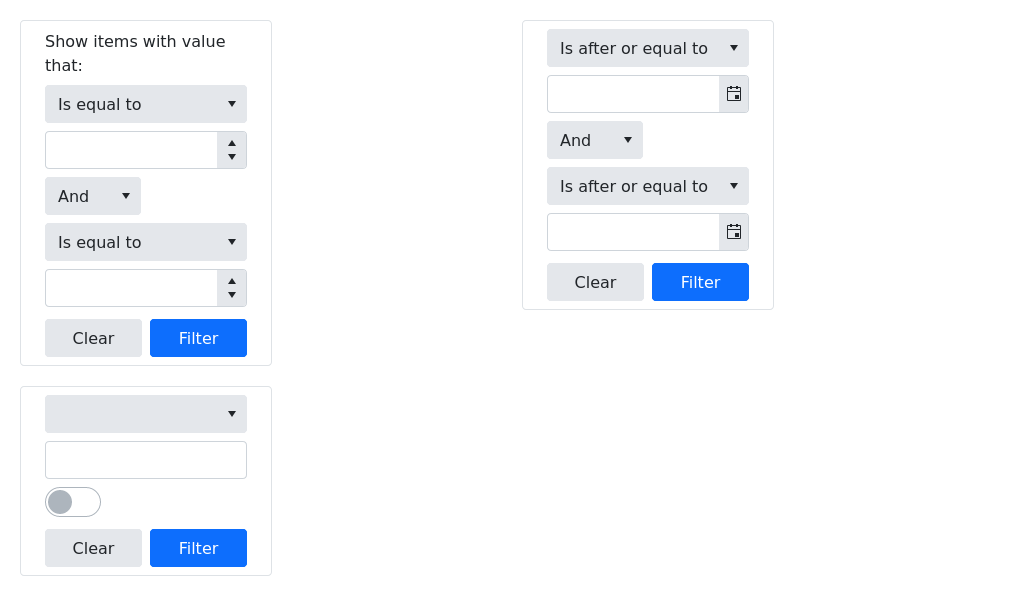 Show items with value
that:
Is equal to
And
Is equal to
Clear
Filter
Is after or equal to
And
Is after or equal to
Clear
Filter
Clear
Filter